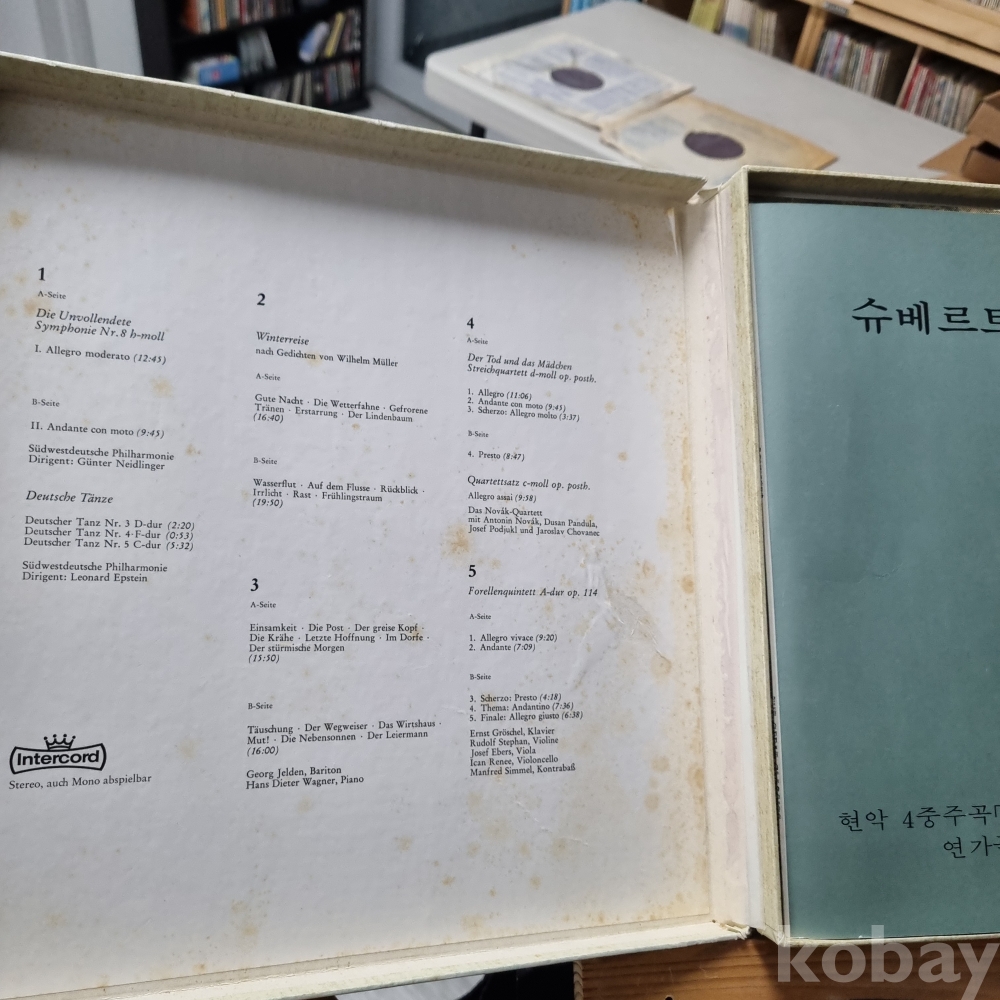 1
A-Seite
Die Unvollendete
Symphonie Nr. 8 h-moll
I. Allegro moderato (12:45)
B-Seite
II. Andante con moto (9:45)
Südwestdeutsche Philharmonie
Dirigent: Günter Neidlinger
Deutsche Tänze
Deutscher Tanz Nr. 3 D-dur (2:20)
Deutscher Tanz Nr. 4 F-dur (0:53)
Deutscher Tanz Nr. 5 C-dur (5:32)
Südwestdeutsche Philharmonie
Dirigent: Leonard Epstein
Intercord
Stereo, auch Mono abspielbar
2
Winterreise
nach Gedichten von Wilhelm Müller
A-Seite
Gute Nacht · Die Wetterfahne · Gefrorene
Tränen · Erstarrung · Der Lindenbaum
(16:40)
B-Seite
Wasserflut · Auf dem Flusse · Rückblick ·
Irrlicht · Rast · Frühlingstraum
(19:50)
3
A-Seite
Einsamkeit · Die Post · Der greise Kopf ·
Die Krähe · Letzte Hoffnung · Im Dorfe ·
Der stürmische Morgen
(15:50)
B-Seite
Täuschung · Der Wegweiser · Das Wirtshaus ·
Mut! · Die Nebensonnen · Der Leiermann
(16:00)
Georg Jelden, Bariton
Hans Dieter Wagner, Piano
4
A-Seite
Der Tod und das Mädchen
Streichquartett d-moll op. posth.
1. Allegro (11:06)
2. Andante con moto (9:45)
3. Scherzo: Allegro molto (3:37)
B-Seite
4. Presto (8:47)
Quartettsatz c-moll op. posth.
Allegro assai (9:58)
Das Novák-Quartett
mit Antonin Novák, Dusan Pandula,
Josef Podjukl und Jaroslav Chovanec
5
Forellenquintett A-dur op. 114
A-Seite
1. Allegro vivace (9:20)
2. Andante (7:09)
B-Seite
3. Scherzo: Presto (4:18)
4. Thema: Andantino (7:36)
5. Finale: Allegro giusto (6:38)
Ernst Gröschel, Klavier
Rudolf Stephan, Violine
Josef Ebers, Viola
Ican Renee, Violoncello
Manfred Simmel, Kontrabaß
슈베르트
현악 4중주곡「
연가
kobay